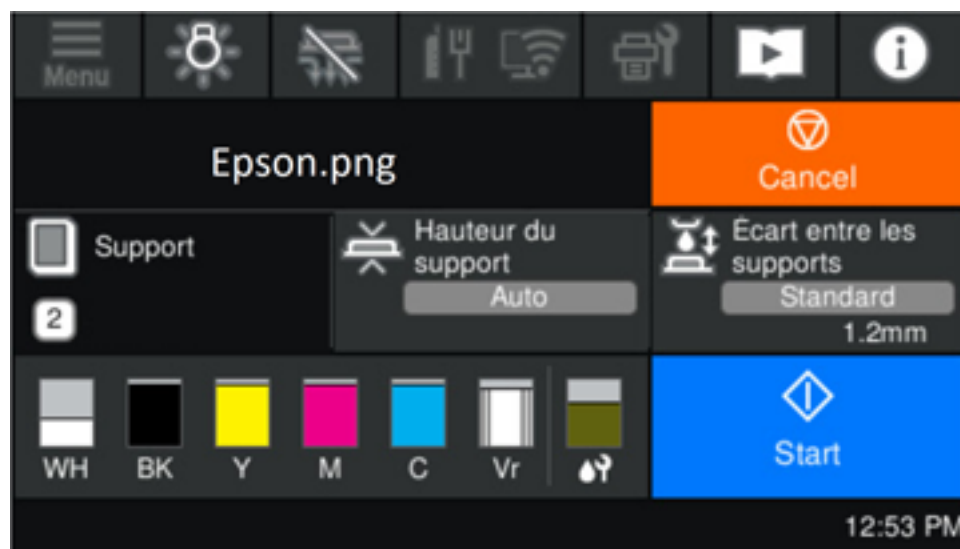 Menu
Epson.png
Cancel
Support
2
Hauteur du
support
Auto
Écart entre les
supports
Standard
1.2mm
WH BK Y M C Vr
Start
12:53 PM